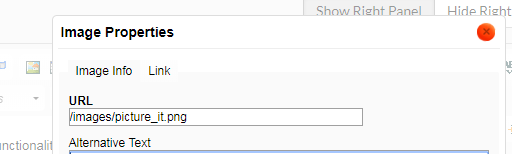 Show Right Panel Hide Right
Image Properties
Image Info Link
URL
/images/picture_it.png
Alternative Text